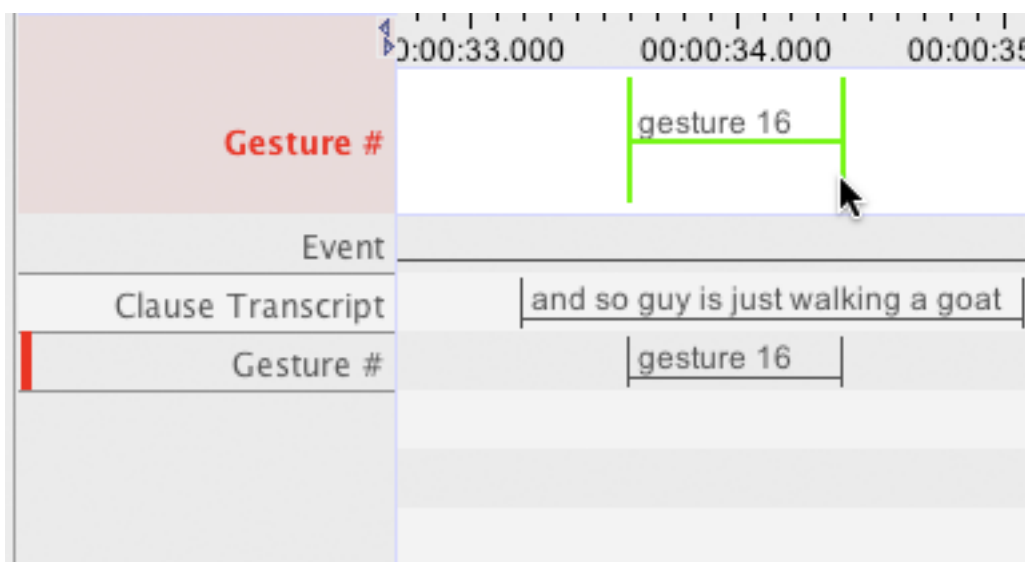 0:00:33.000 00:00:34.000 00:00:35
Gesture # gesture 16
Event
Clause Transcript and so guy is just walking a goat
Gesture # gesture 16